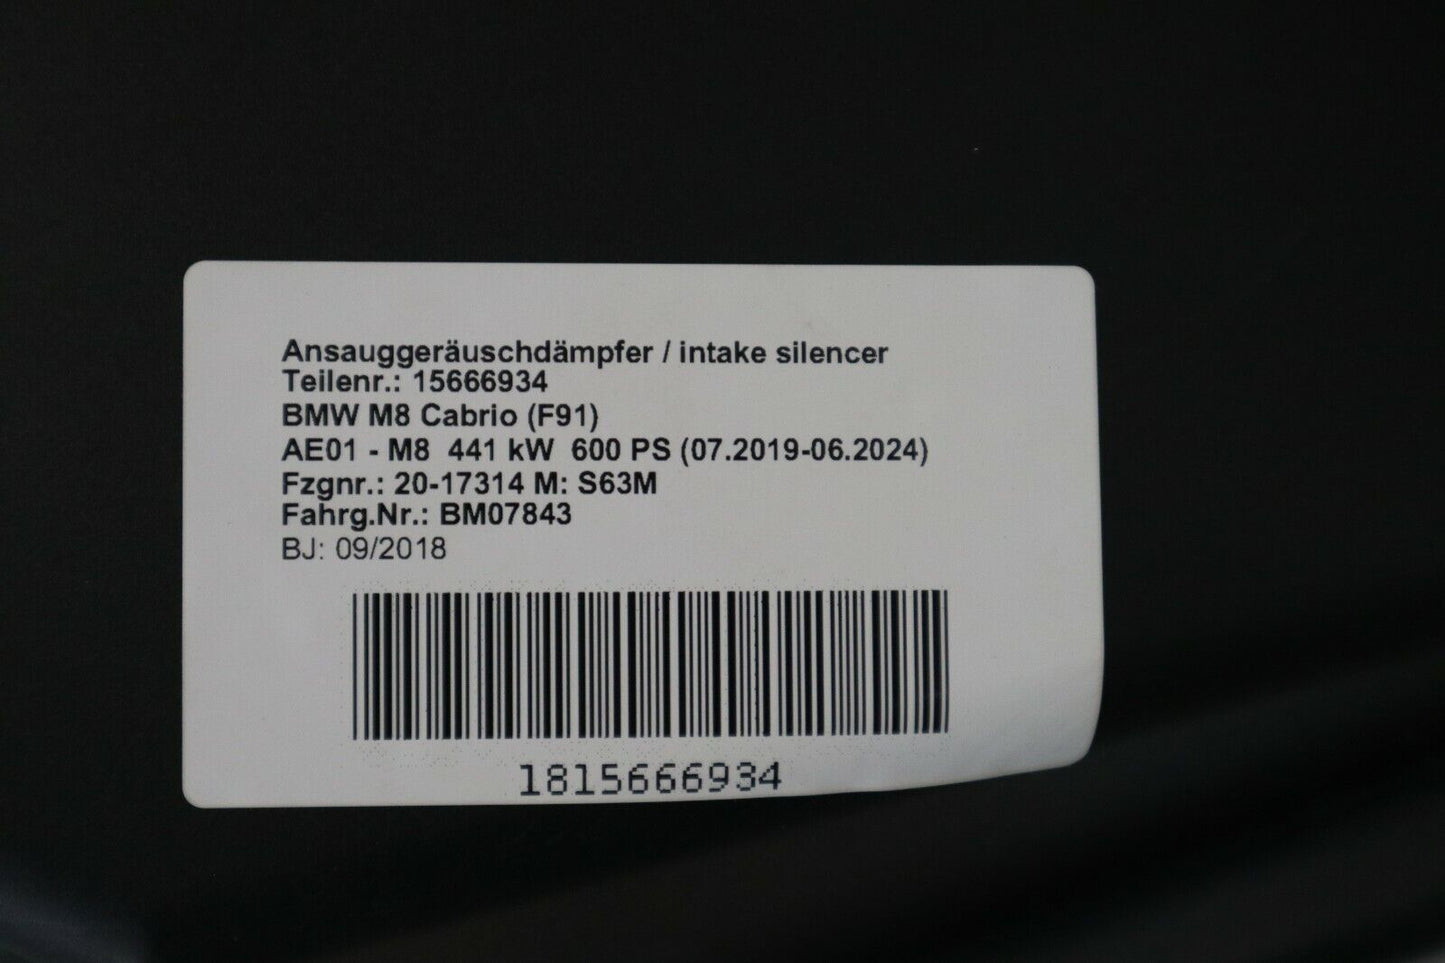 Ansauggeräuschdämpfer / intake silencer
Teilenr.: 15666934
BMW M8 Cabrio (F91)
AE01 - M8 441 kW 600 PS (07.2019-06.2024)
Fzgnr.: 20-17314 M: S63M
Fahrg.Nr.: BM07843
BJ: 09/2018
1815666934